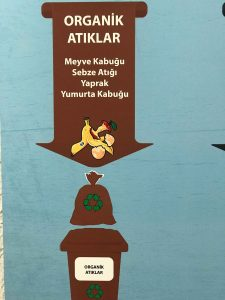 ORGANİK
ATIKLAR
Meyve Kabuğu
Sebze Atığı
Yaprak
Yumurta Kabuğu
ORGANİK
ATIKLAR